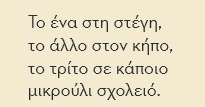 Το ένα στη στέγη,
το άλλο στον κήπο,
το τρίτο σε κάποιο
μικρούλι σχολειό.